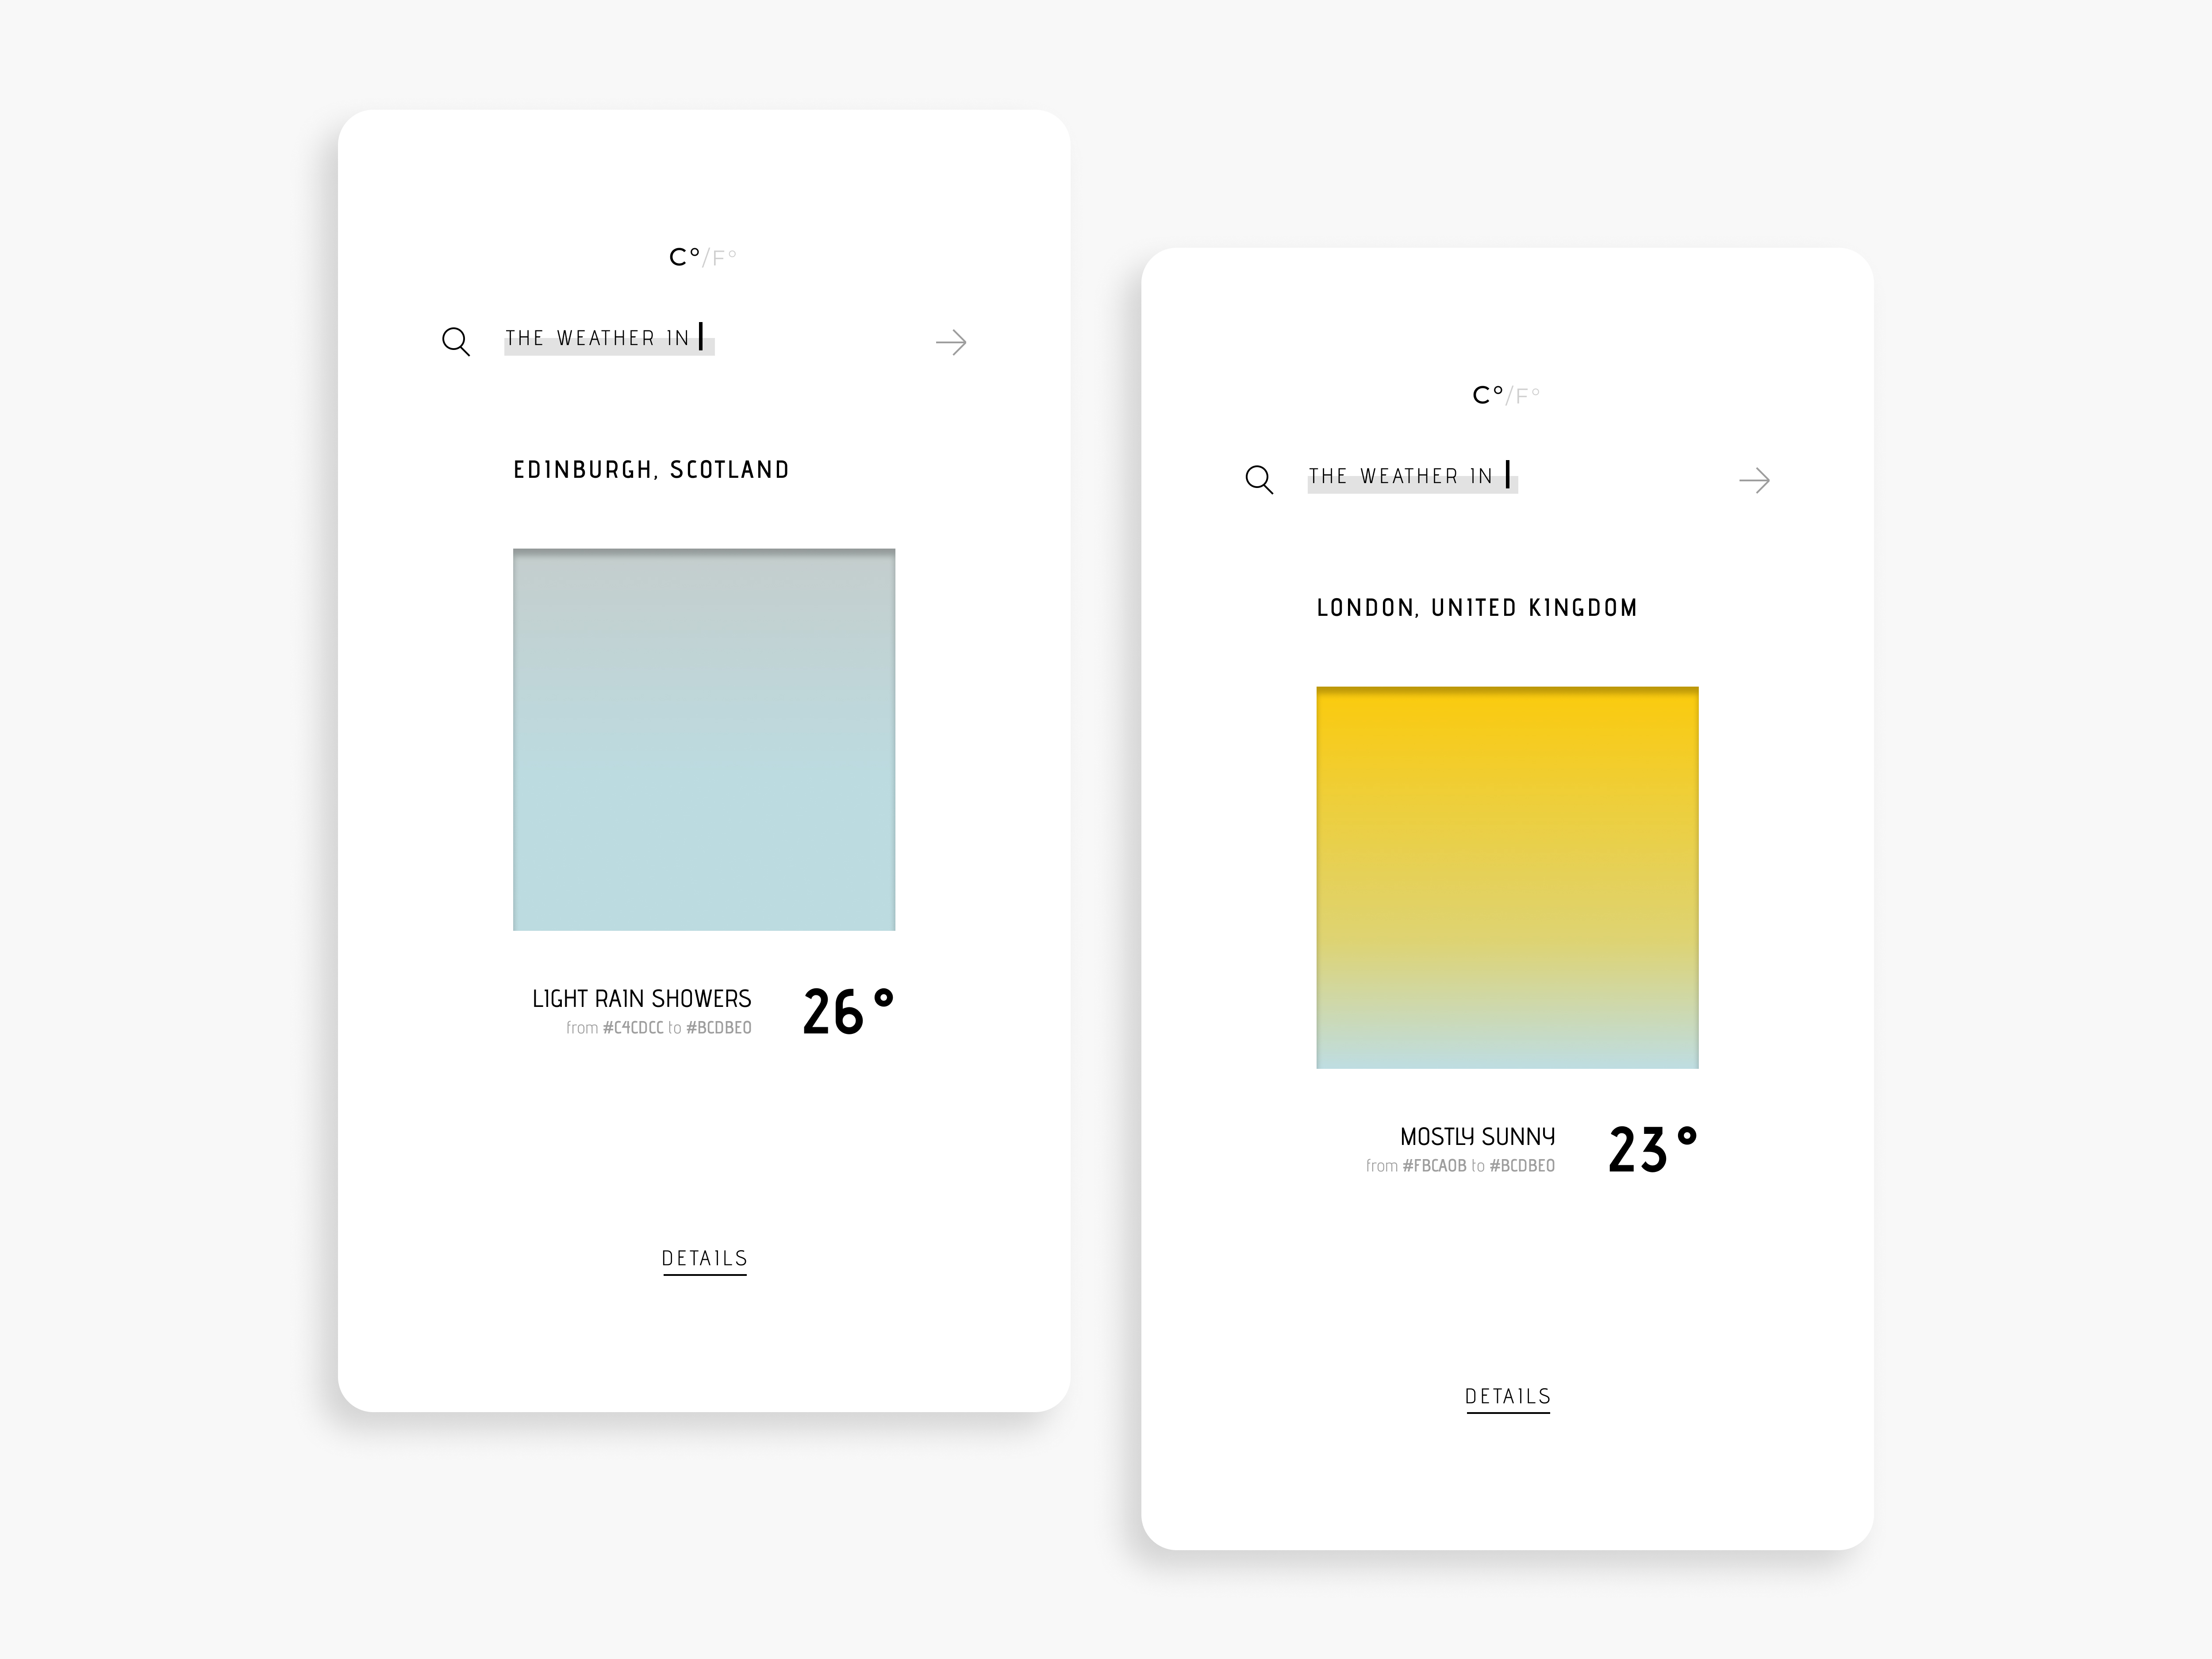 C°/F°
THE WEATHER IN
EDINBURGH, SCOTLAND
LIGHT RAIN SHOWERS
from #C4CDCC to #BCDBE0
26°
DETAILS
C°/F°
THE WEATHER IN
LONDON, UNITED KINGDOM
MOSTLY SUNNY
from #FBCA0B to #BCDBE0
23°
DETAILS